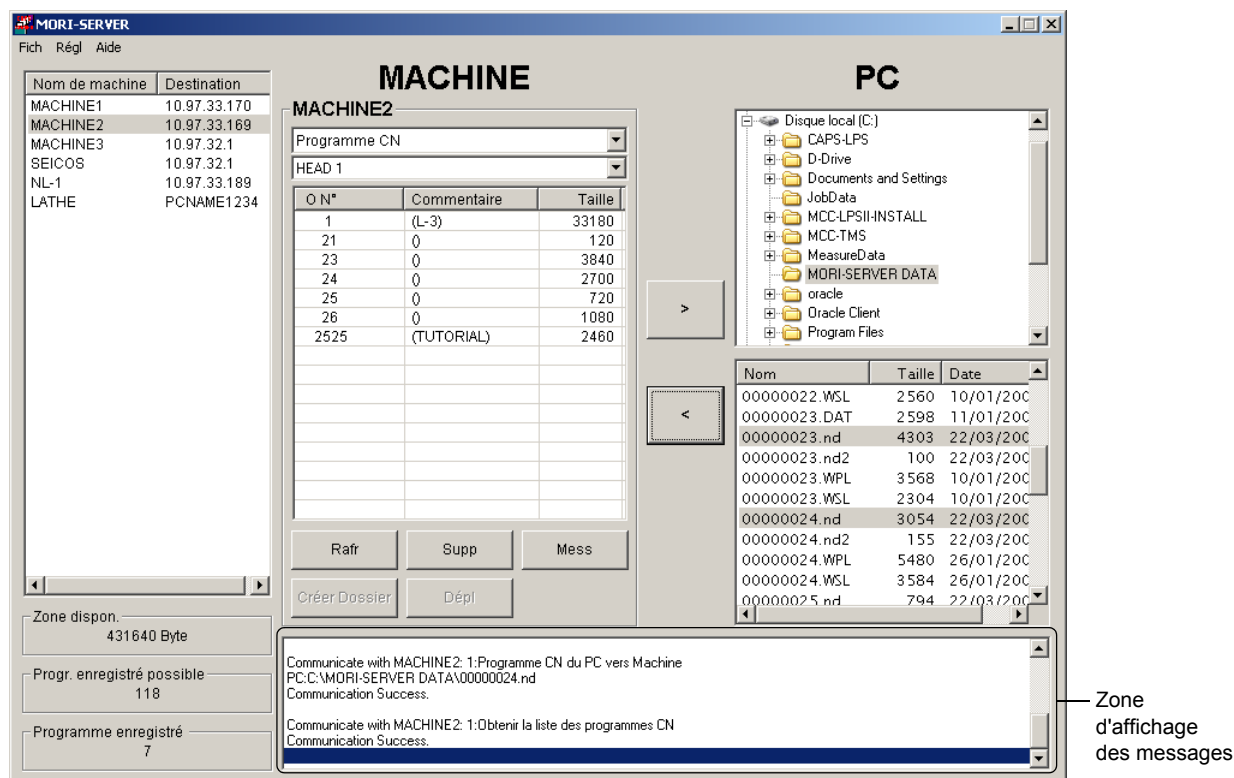 MORI-SERVER
Fich Régl Aide
MACHINE
PC
Nom de machine Destination
MACHINE1 10.97.33.170
MACHINE2 10.97.33.169
MACHINE3 10.97.32.1
SEICOS 10.97.32.1
NL-1 10.97.33.189
LATHE PCNAME1234
MACHINE2
Programme CN
HEAD 1
O N° Commentaire Taille
1 (L-3) 33180
21 () 120
23 () 3840
24 () 2700
25 () 720
26 () 1080
2525 (TUTORIAL) 2460
Rafr Supp Mess
Créer Dossier Dépl
>
<
Disque local (C:)
CAPS-LPS
D-Drive
Documents and Settings
JobData
MCC-LPSII-INSTALL
MCC-TMS
MeasureData
MORI-SERVER DATA
oracle
Oracle Client
Program Files
Nom Taille Date
00000022.WSL 2560 10/01/200
00000023.DAT 2598 11/01/200
00000023.nd 4303 22/03/200
00000023.nd2 100 22/03/200
00000023.WPL 3568 10/01/200
00000023.WSL 2304 10/01/200
00000024.nd 3054 22/03/200
00000024.nd2 155 22/03/200
00000024.WPL 5480 26/01/200
00000024.WSL 3584 26/01/200
00000025.nd 794 22/03/200
Zone dispon.
431640 Byte
Progr. enregistré possible
118
Programme enregistré
7
Communicate with MACHINE2: 1:Programme CN du PC vers Machine
PC:C:\MORI-SERVER DATA\00000024.nd
Communication Success.
Communicate with MACHINE2: 1:Obtenir la liste des programmes CN
Communication Success.
Zone
d'affichage
des messages